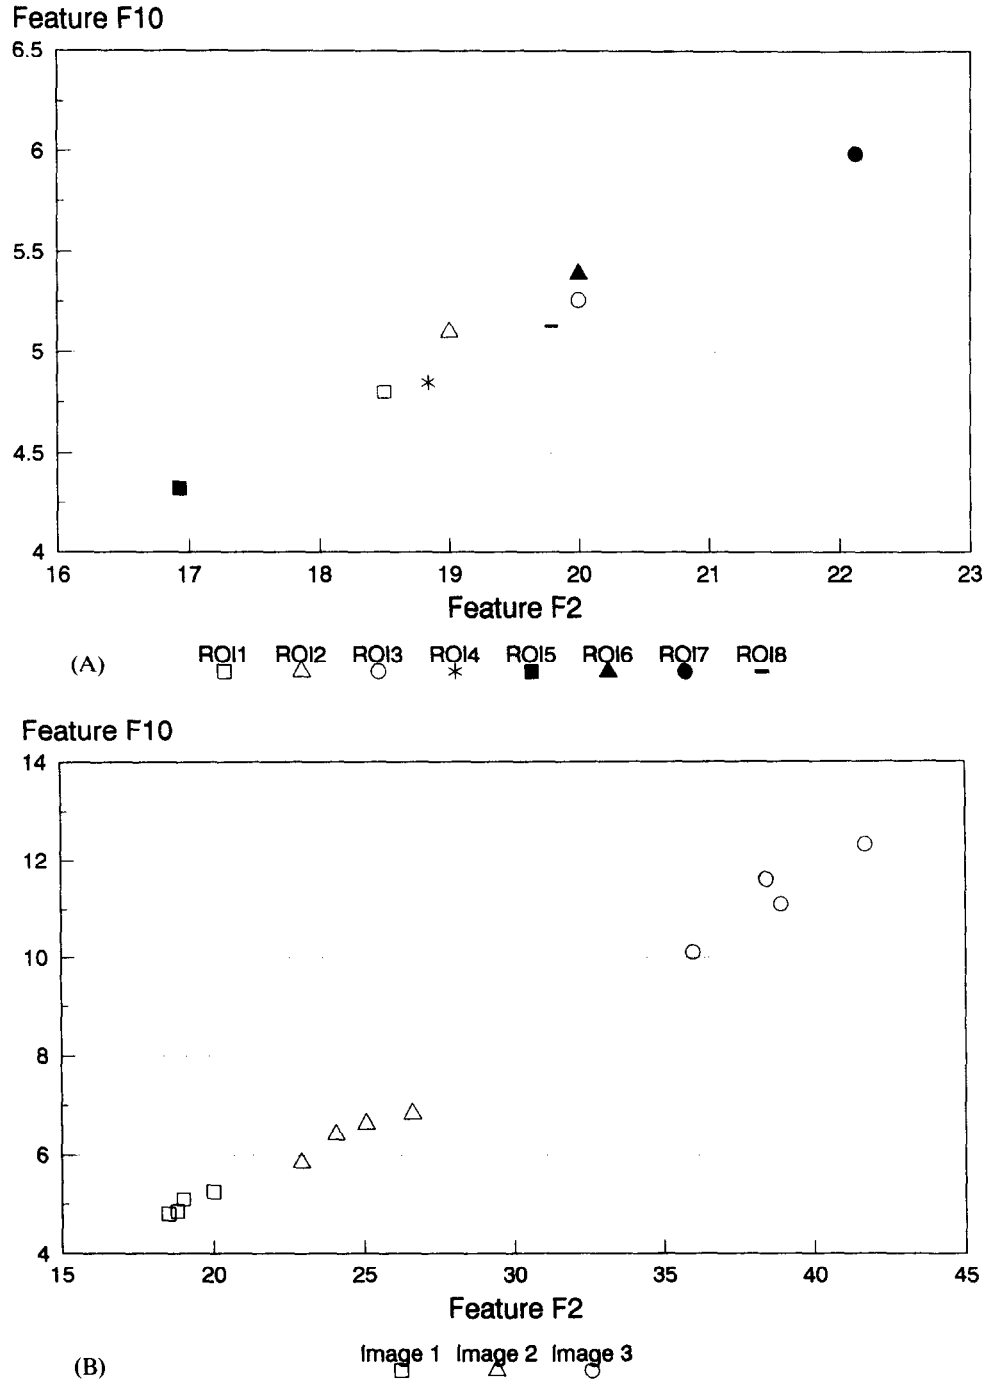 Feature F10
6.5
6
5.5
5
4.5
4
16 17 18 19 20 21 22 23
Feature F2
(A) ROI1 ROI2 ROI3 ROI4 ROI5 ROI6 ROI7 ROI8
Feature F10
14
12
10
8
6
4
15 20 25 30 35 40 45
Feature F2
(B) Image 1 Image 2 Image 3